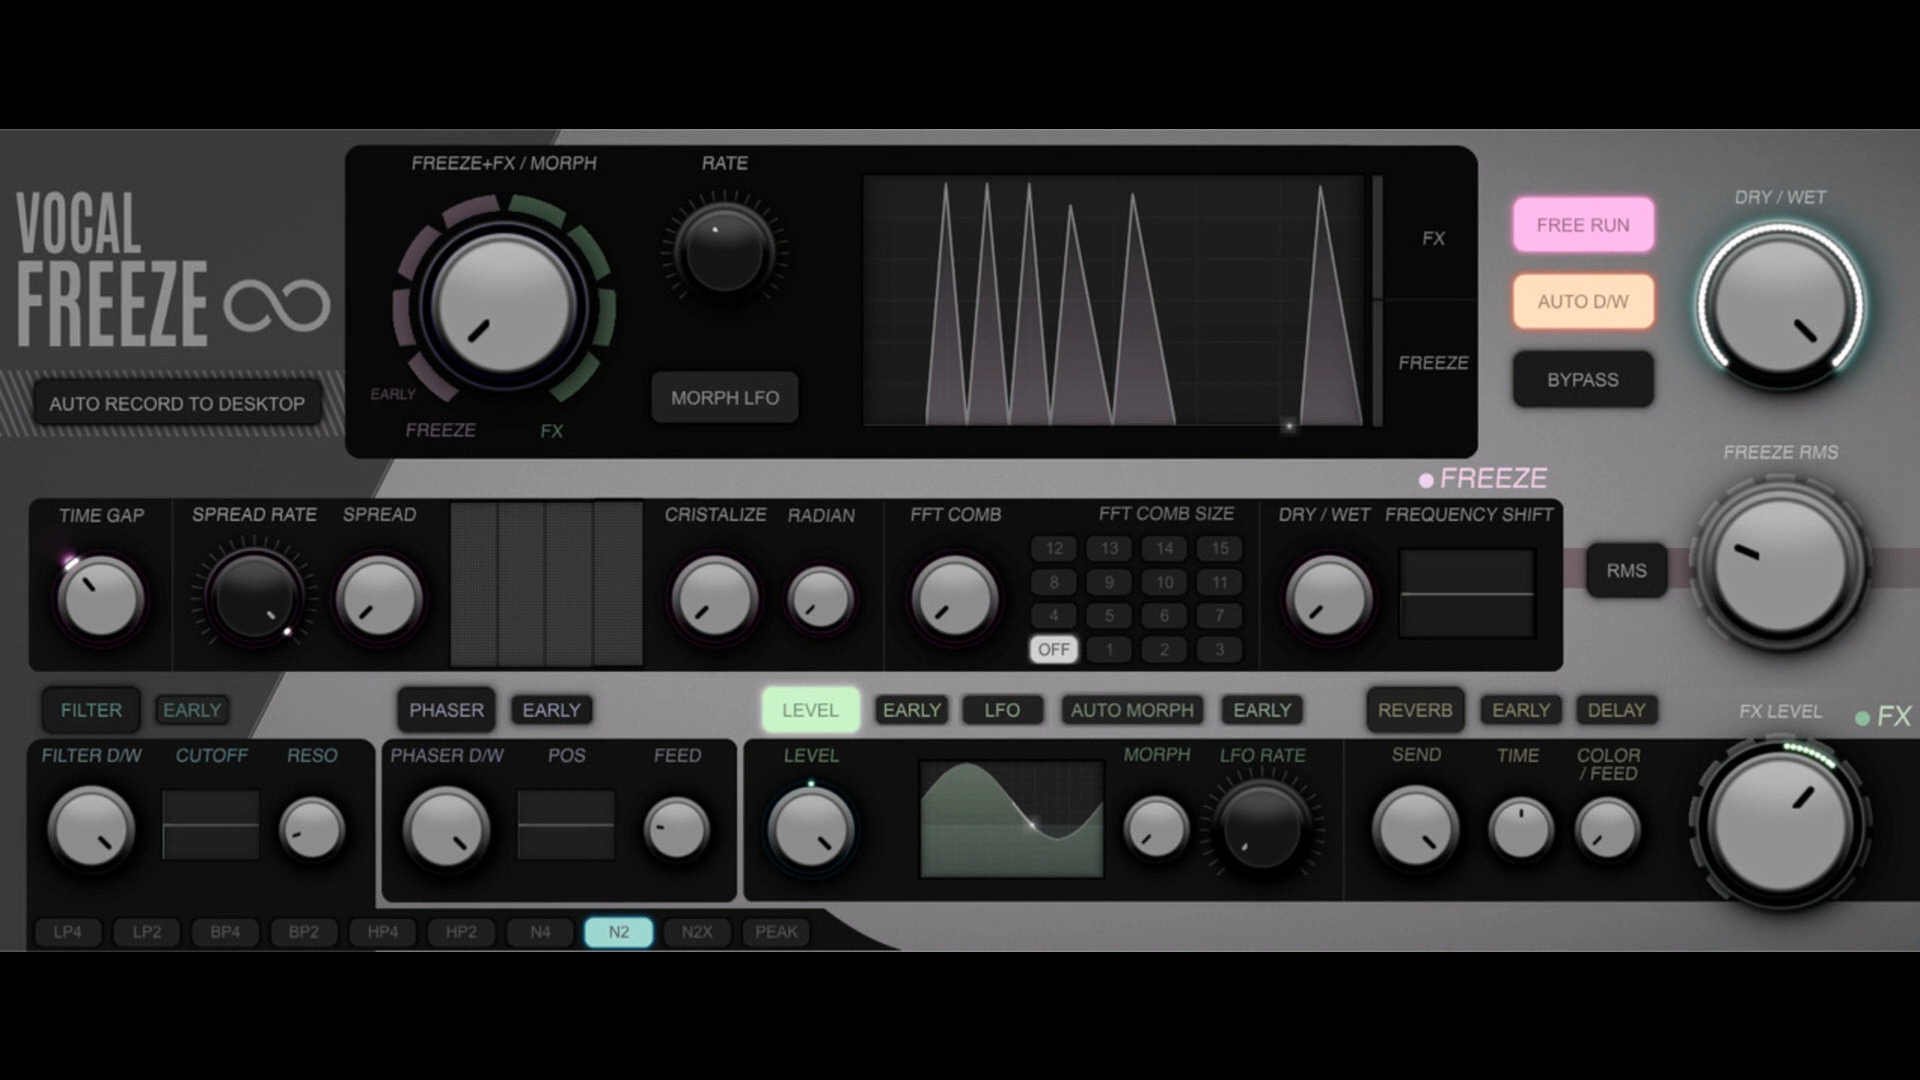 VOCAL
FREEZE
AUTO RECORD TO DESKTOP
FREEZE+FX / MORPH
RATE
EARLY
FREEZE
FX
MORPH LFO
FX
FREEZE
FREE RUN
AUTO D/W
BYPASS
DRY / WET
FREEZE RMS
FREEZE
TIME GAP
SPREAD RATE
SPREAD
CRISTALIZE
RADIAN
FFT COMB
FFT COMB SIZE
12 13 14 15
8 9 10 11
4 5 6 7
OFF 1 2 3
DRY / WET
FREQUENCY SHIFT
RMS
FILTER
EARLY
PHASER
EARLY
LEVEL
EARLY
LFO
AUTO MORPH
EARLY
REVERB
EARLY
DELAY
FX LEVEL
FX
FILTER D/W
CUTOFF
RESO
PHASER D/W
POS
FEED
LEVEL
MORPH
LFO RATE
SEND
TIME
COLOR
/ FEED
LP4 LP2 BP4 BP2 HP4 HP2 N4 N2 N2X PEAK